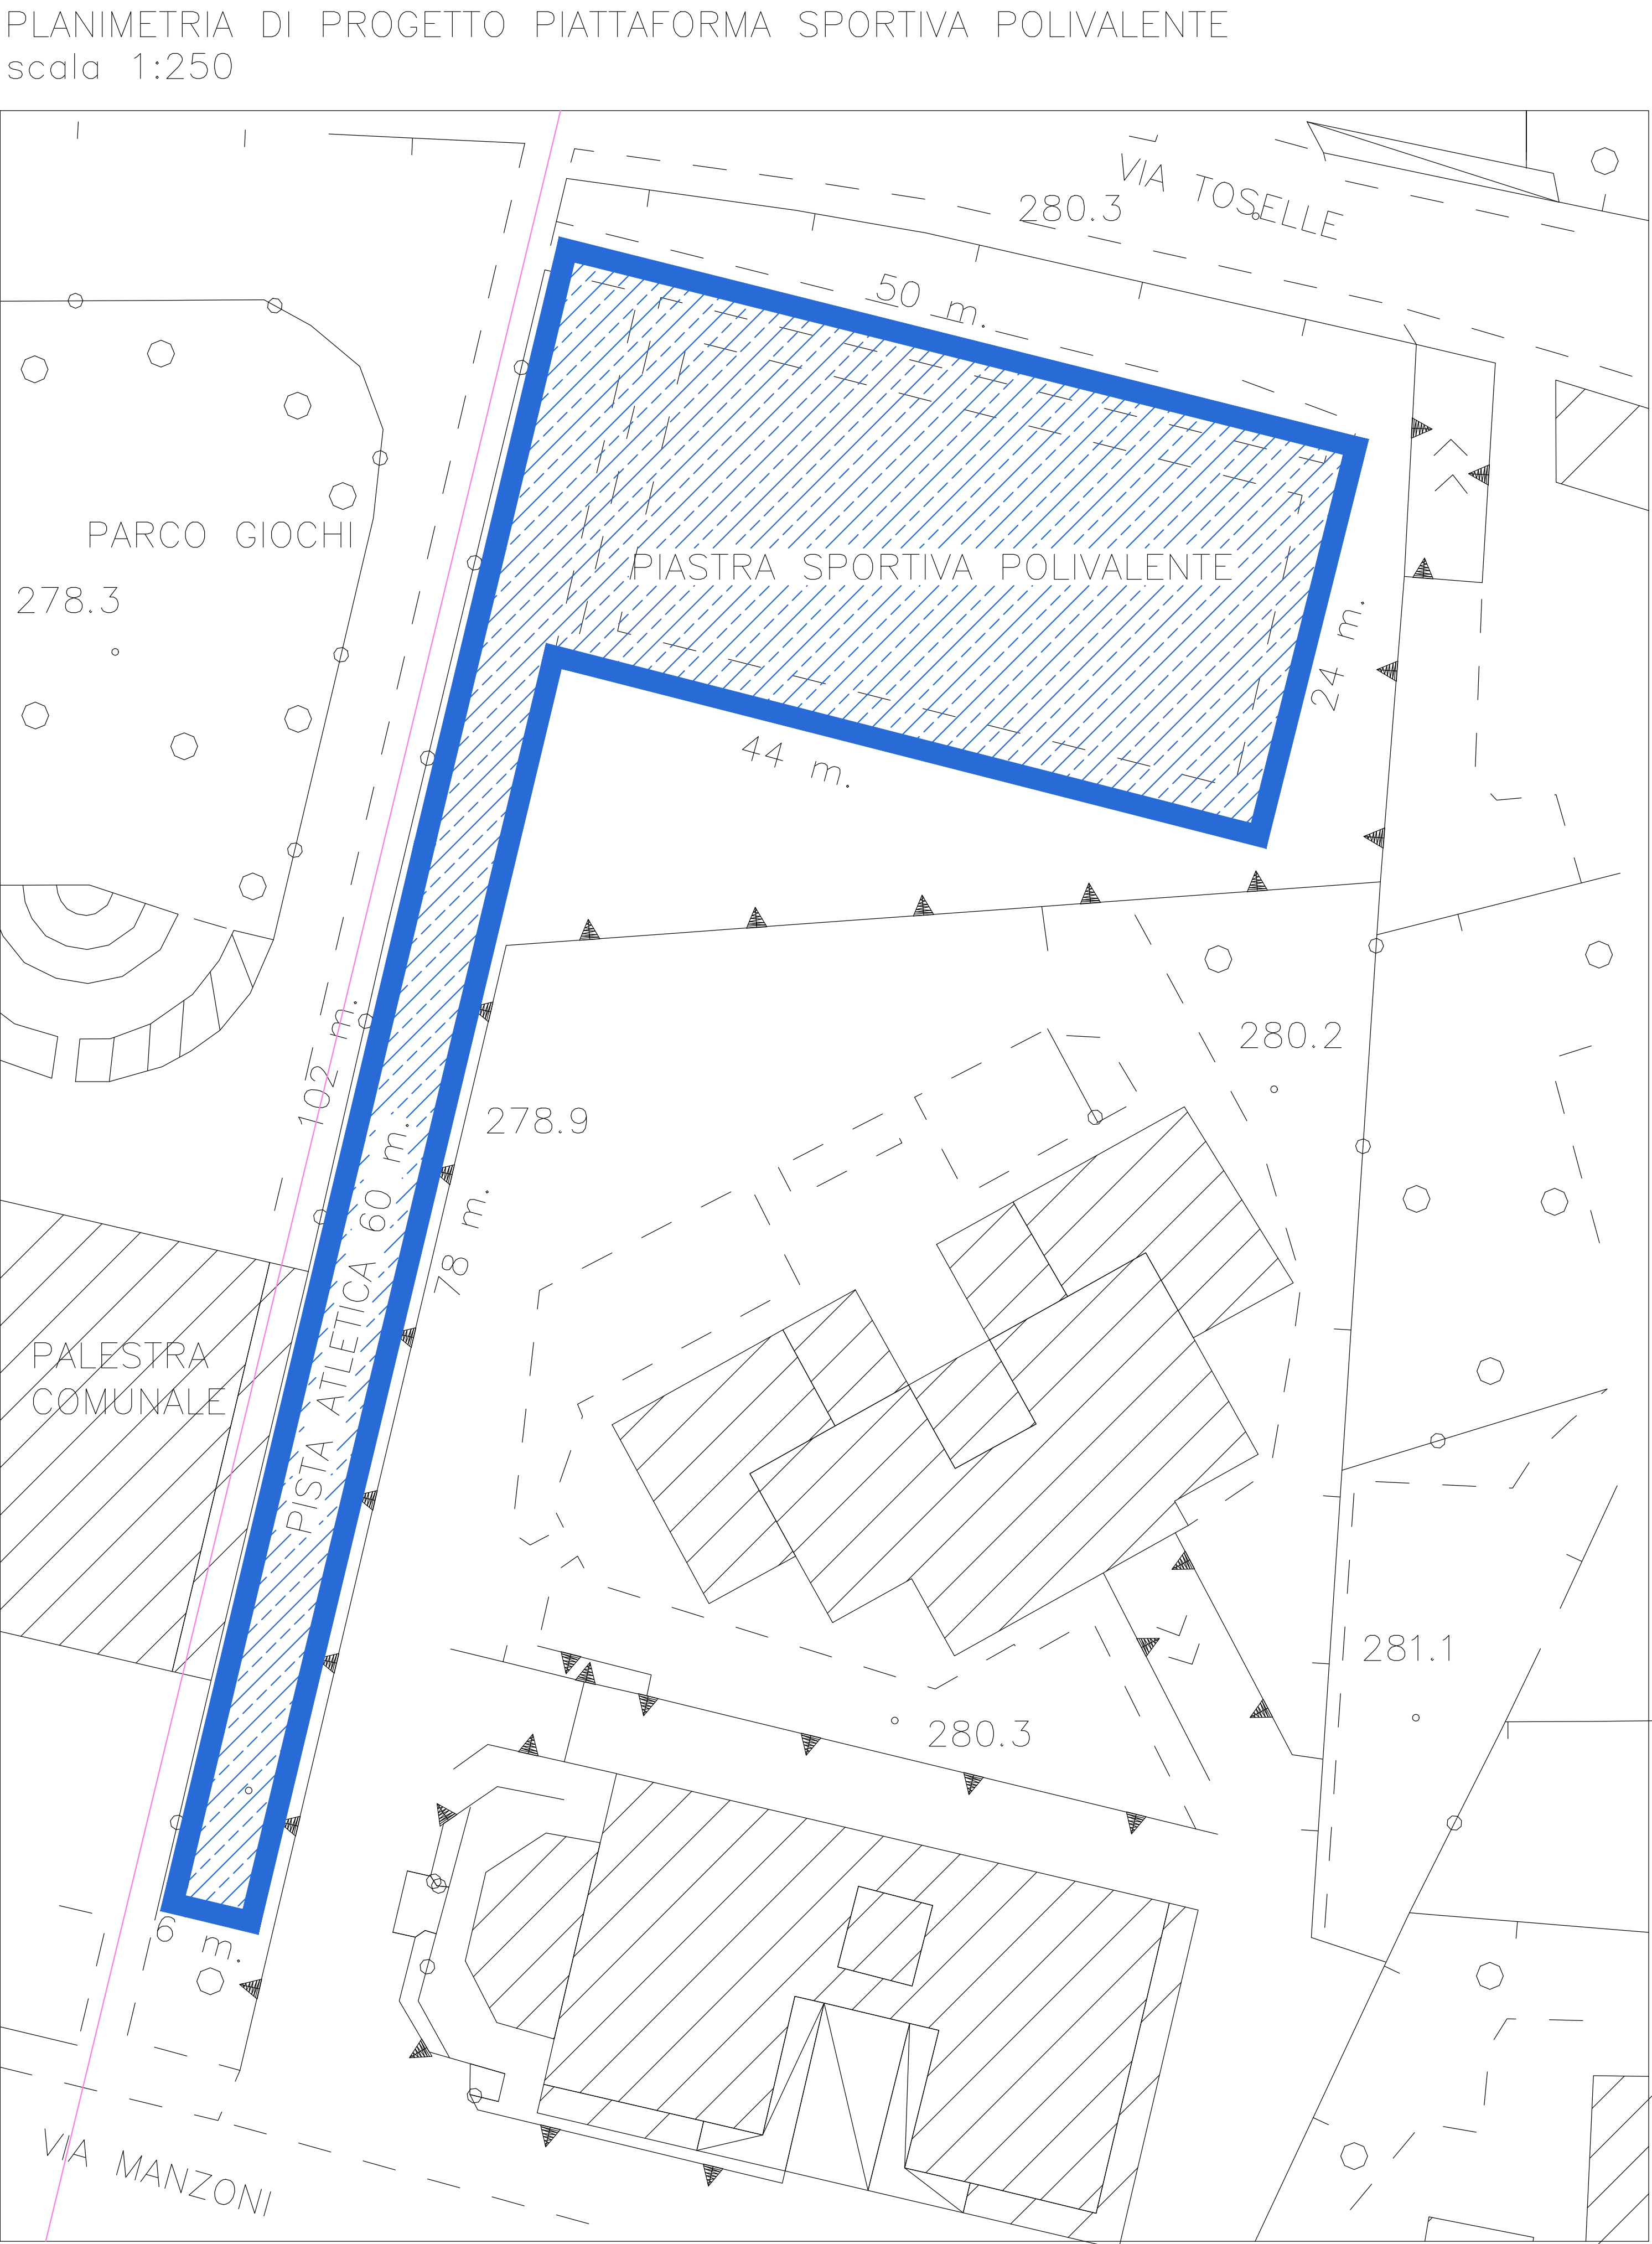 PLANIMETRIA DI PROGETTO PIATTAFORMA SPORTIVA POLIVALENTE
scala 1:250
VIA TOSELLE
280.3
50 m.
PARCO GIOCHI
PIASTRA SPORTIVA POLIVALENTE
278.3
24 m.
44 m.
102 m.
280.2
278.9
PISTA ATLETICA 60 m.
78 m.
PALESTRA
COMUNALE
281.1
280.3
6 m.
VIA MANZONI